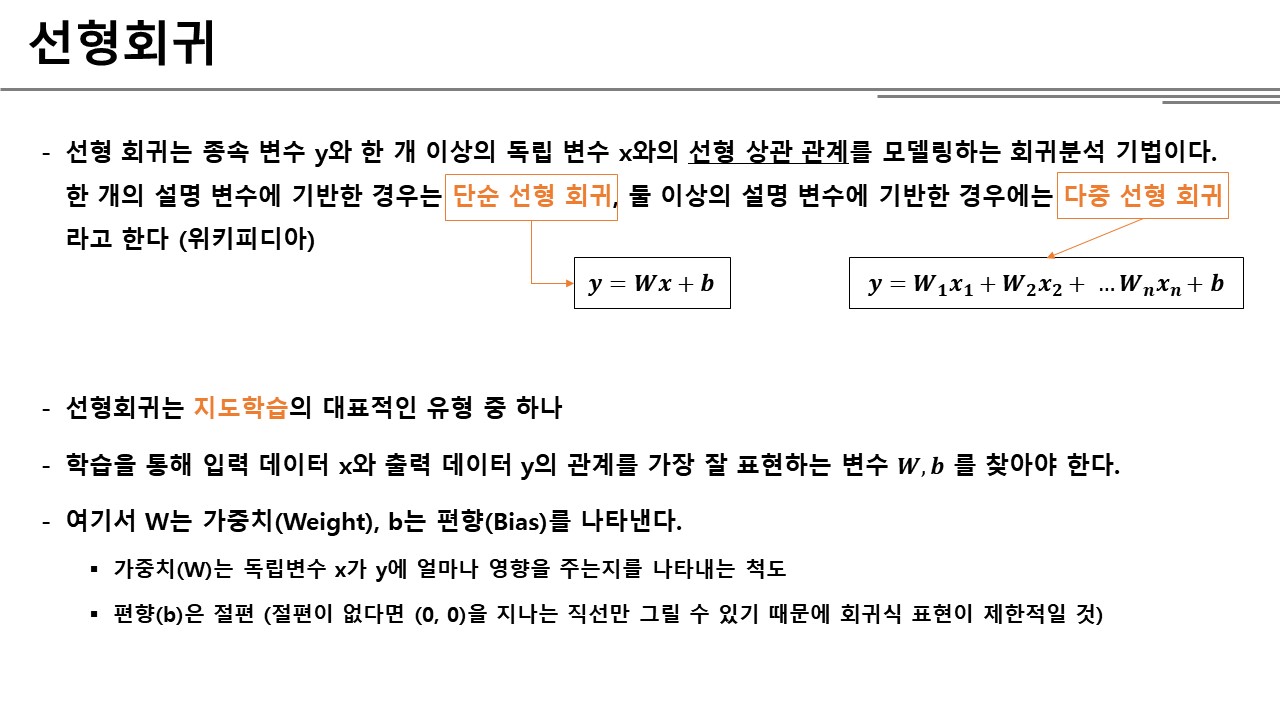 선형회귀
- 선형 회귀는 종속 변수 y와 한 개 이상의 독립 변수 x와의 선형 상관 관계를 모델링하는 회귀분석 기법이다.
한 개의 설명 변수에 기반한 경우는 단순 선형 회귀, 둘 이상의 설명 변수에 기반한 경우에는 다중 선형 회귀
라고 한다 (위키피디아)
y = Wx + b
y = W₁x₁ + W₂x₂ + ... Wₙxₙ + b
- 선형회귀는 지도학습의 대표적인 유형 중 하나
- 학습을 통해 입력 데이터 x와 출력 데이터 y의 관계를 가장 잘 표현하는 변수 W, b 를 찾아야 한다.
- 여기서 W는 가중치(Weight), b는 편향(Bias)를 나타낸다.
▪ 가중치(W)는 독립변수 x가 y에 얼마나 영향을 주는지를 나타내는 척도
▪ 편향(b)은 절편 (절편이 없다면 (0, 0)을 지나는 직선만 그릴 수 있기 때문에 회귀식 표현이 제한적일 것)